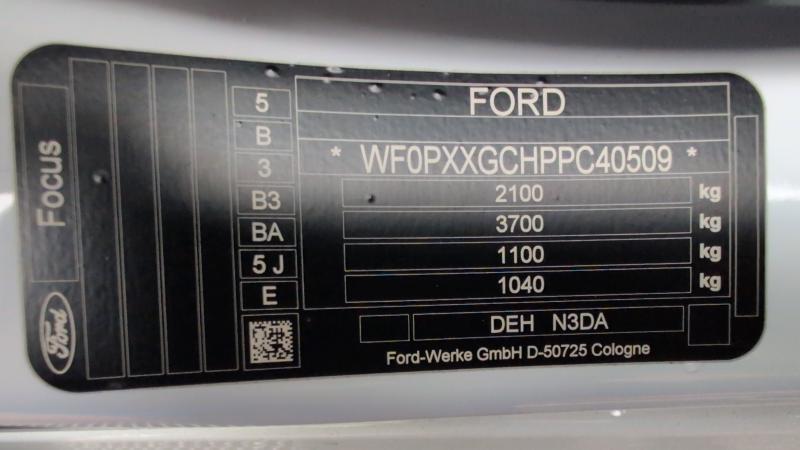 Focus
Ford
5
B
3
B3
BA
5 J
E
FORD
* WF0PXXGCHPPC40509 *
2100 kg
3700 kg
1100 kg
1040 kg
DEH N3DA
Ford-Werke GmbH D-50725 Cologne